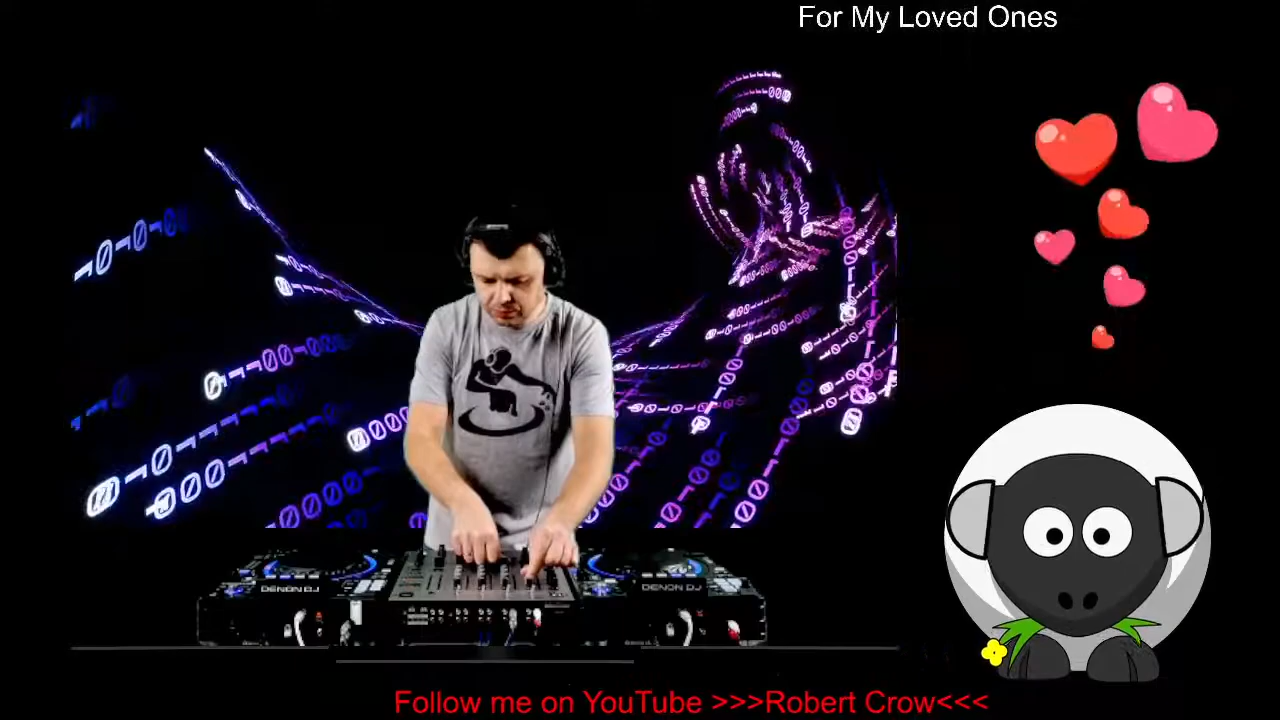 For My Loved Ones
DENON DJ
DENON DJ
Follow me on YouTube >>>Robert Crow<<<